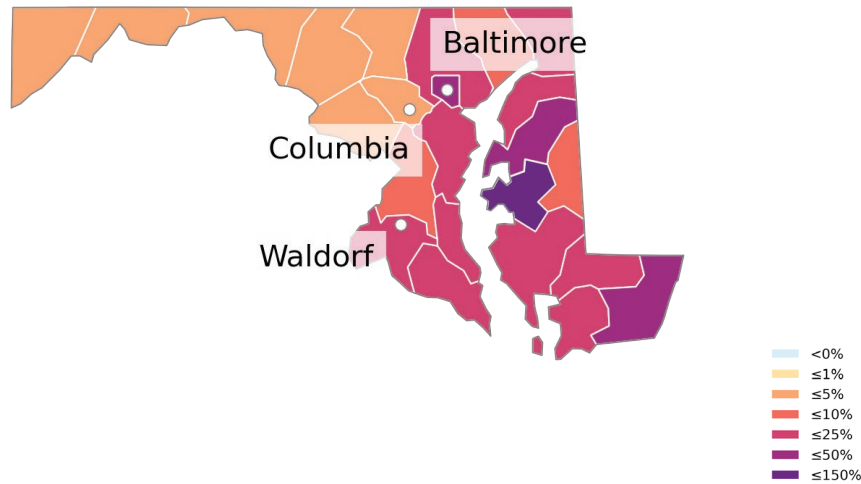 Baltimore
Columbia
Waldorf
<0%
≤1%
≤5%
≤10%
≤25%
≤50%
≤150%